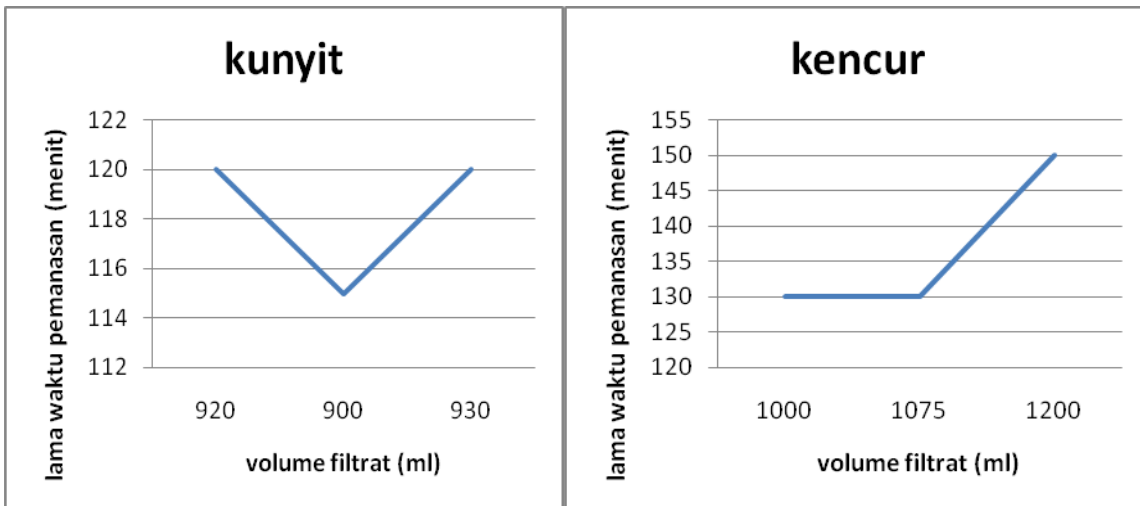 kunyit
lama waktu pemanasan (menit)
122
120
118
116
114
112
920 900 930
volume filtrat (ml)
kencur
lama waktu pemanasan (menit)
155
150
145
140
135
130
125
120
1000 1075 1200
volume filtrat (ml)